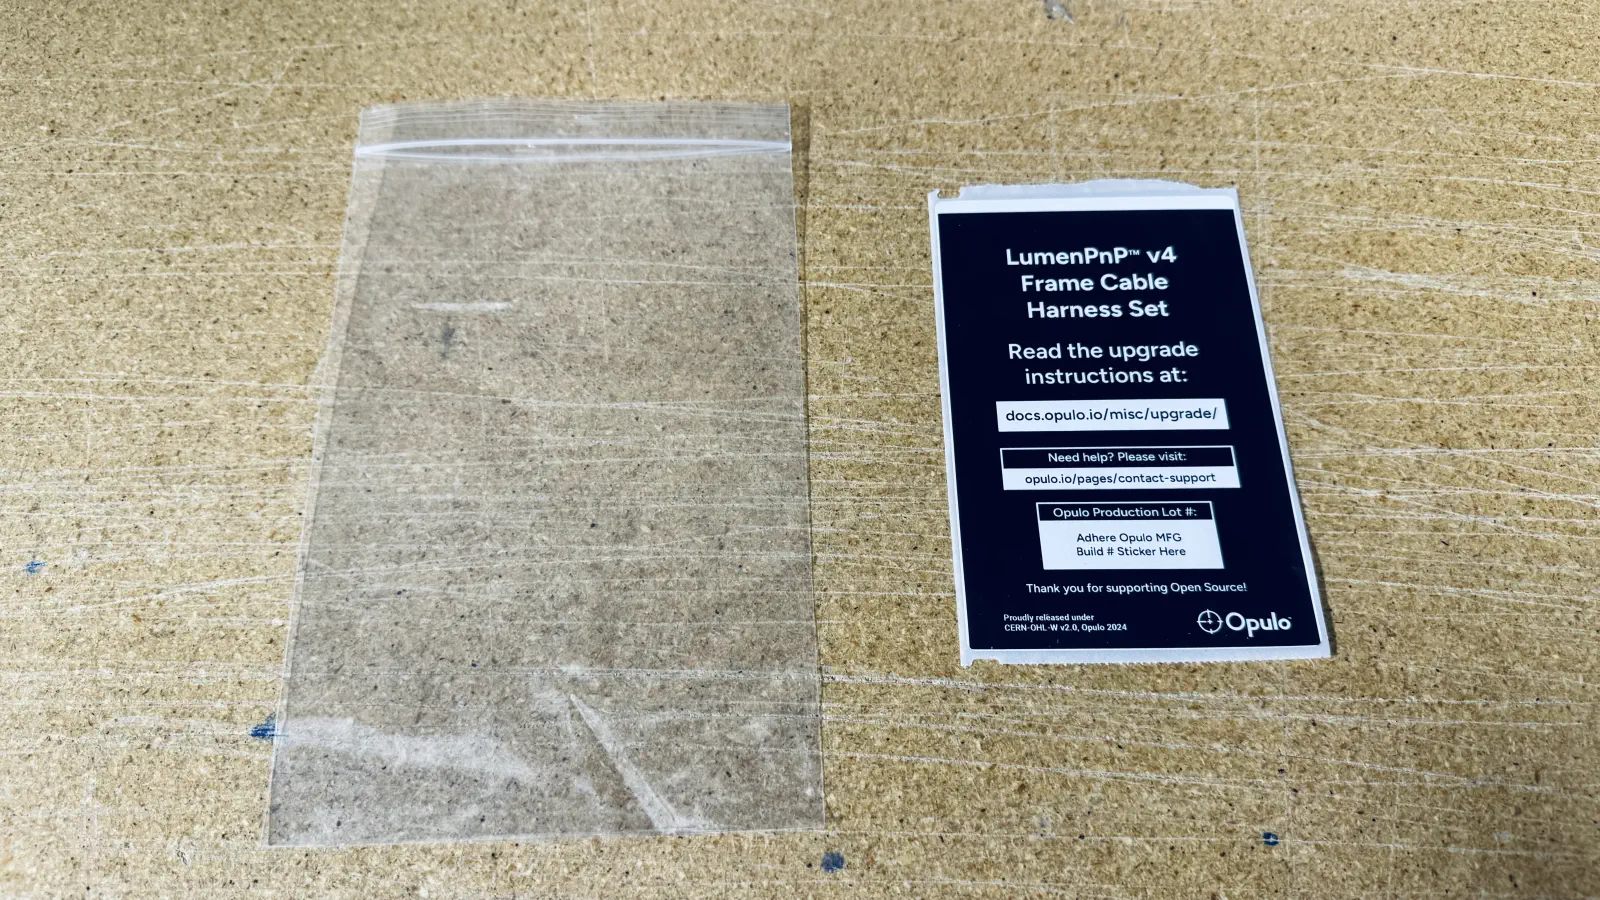 LumenPnP™ v4
Frame Cable
Harness Set
Read the upgrade
instructions at:
docs.opulo.io/misc/upgrade/
Need help? Please visit:
opulo.io/pages/contact-support
Opulo Production Lot #:
Adhere Opulo MFG
Build # Sticker Here
Thank you for supporting Open Source!
Proudly released under
CERN-OHL-W v2.0, Opulo 2024
Opulo